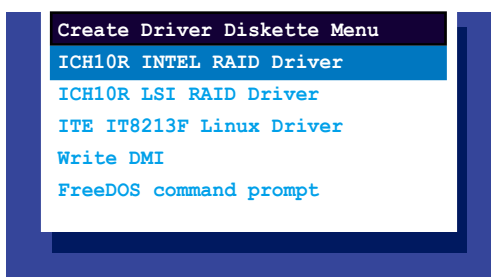 Create Driver Diskette Menu
ICH10R INTEL RAID Driver
ICH10R LSI RAID Driver
ITE IT8213F Linux Driver
Write DMI
FreeDOS command prompt